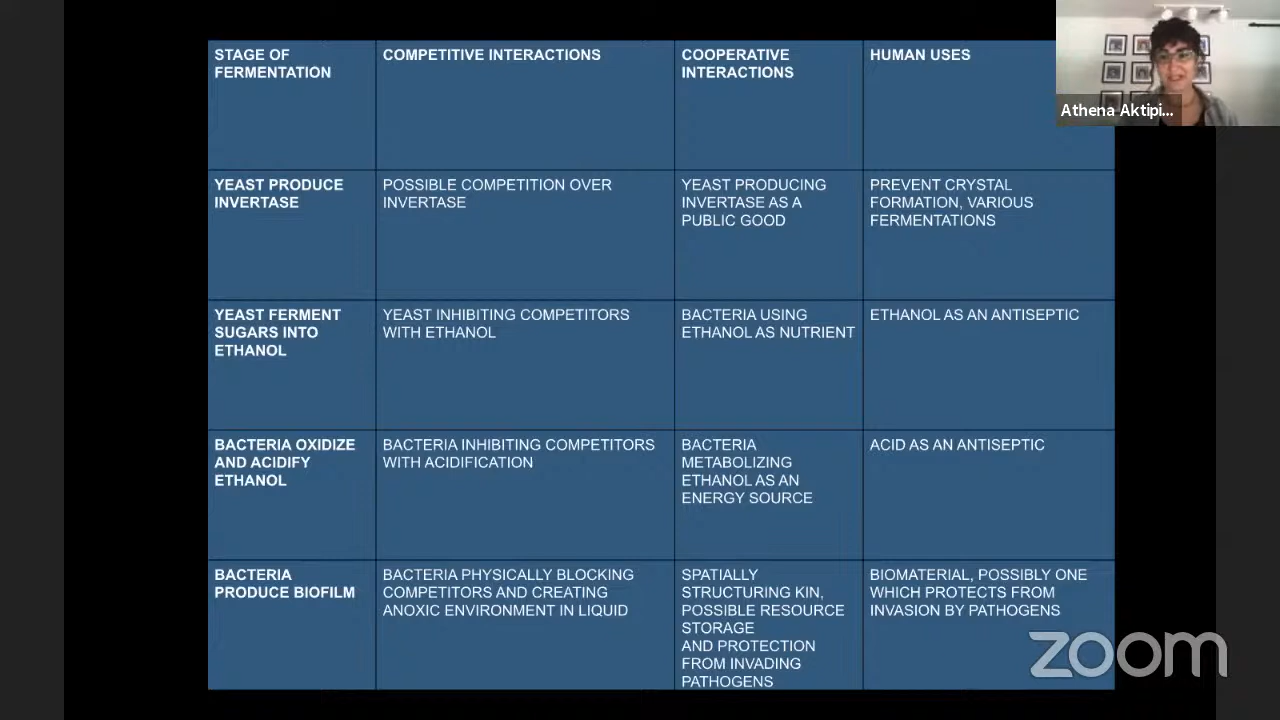 STAGE OF
FERMENTATION
COMPETITIVE INTERACTIONS
COOPERATIVE
INTERACTIONS
HUMAN USES
Athena Aktipi...
YEAST PRODUCE
INVERTASE
POSSIBLE COMPETITION OVER
INVERTASE
YEAST PRODUCING
INVERTASE AS A
PUBLIC GOOD
PREVENT CRYSTAL
FORMATION, VARIOUS
FERMENTATIONS
YEAST FERMENT
SUGARS INTO
ETHANOL
YEAST INHIBITING COMPETITORS
WITH ETHANOL
BACTERIA USING
ETHANOL AS NUTRIENT
ETHANOL AS AN ANTISEPTIC
BACTERIA OXIDIZE
AND ACIDIFY
ETHANOL
BACTERIA INHIBITING COMPETITORS
WITH ACIDIFICATION
BACTERIA
METABOLIZING
ETHANOL AS AN
ENERGY SOURCE
ACID AS AN ANTISEPTIC
BACTERIA
PRODUCE BIOFILM
BACTERIA PHYSICALLY BLOCKING
COMPETITORS AND CREATING
ANOXIC ENVIRONMENT IN LIQUID
SPATIALLY
STRUCTURING KIN,
POSSIBLE RESOURCE
STORAGE
AND PROTECTION
FROM INVADING
PATHOGENS
BIOMATERIAL, POSSIBLY ONE
WHICH PROTECTS FROM
INVASION BY PATHOGENS
zoom